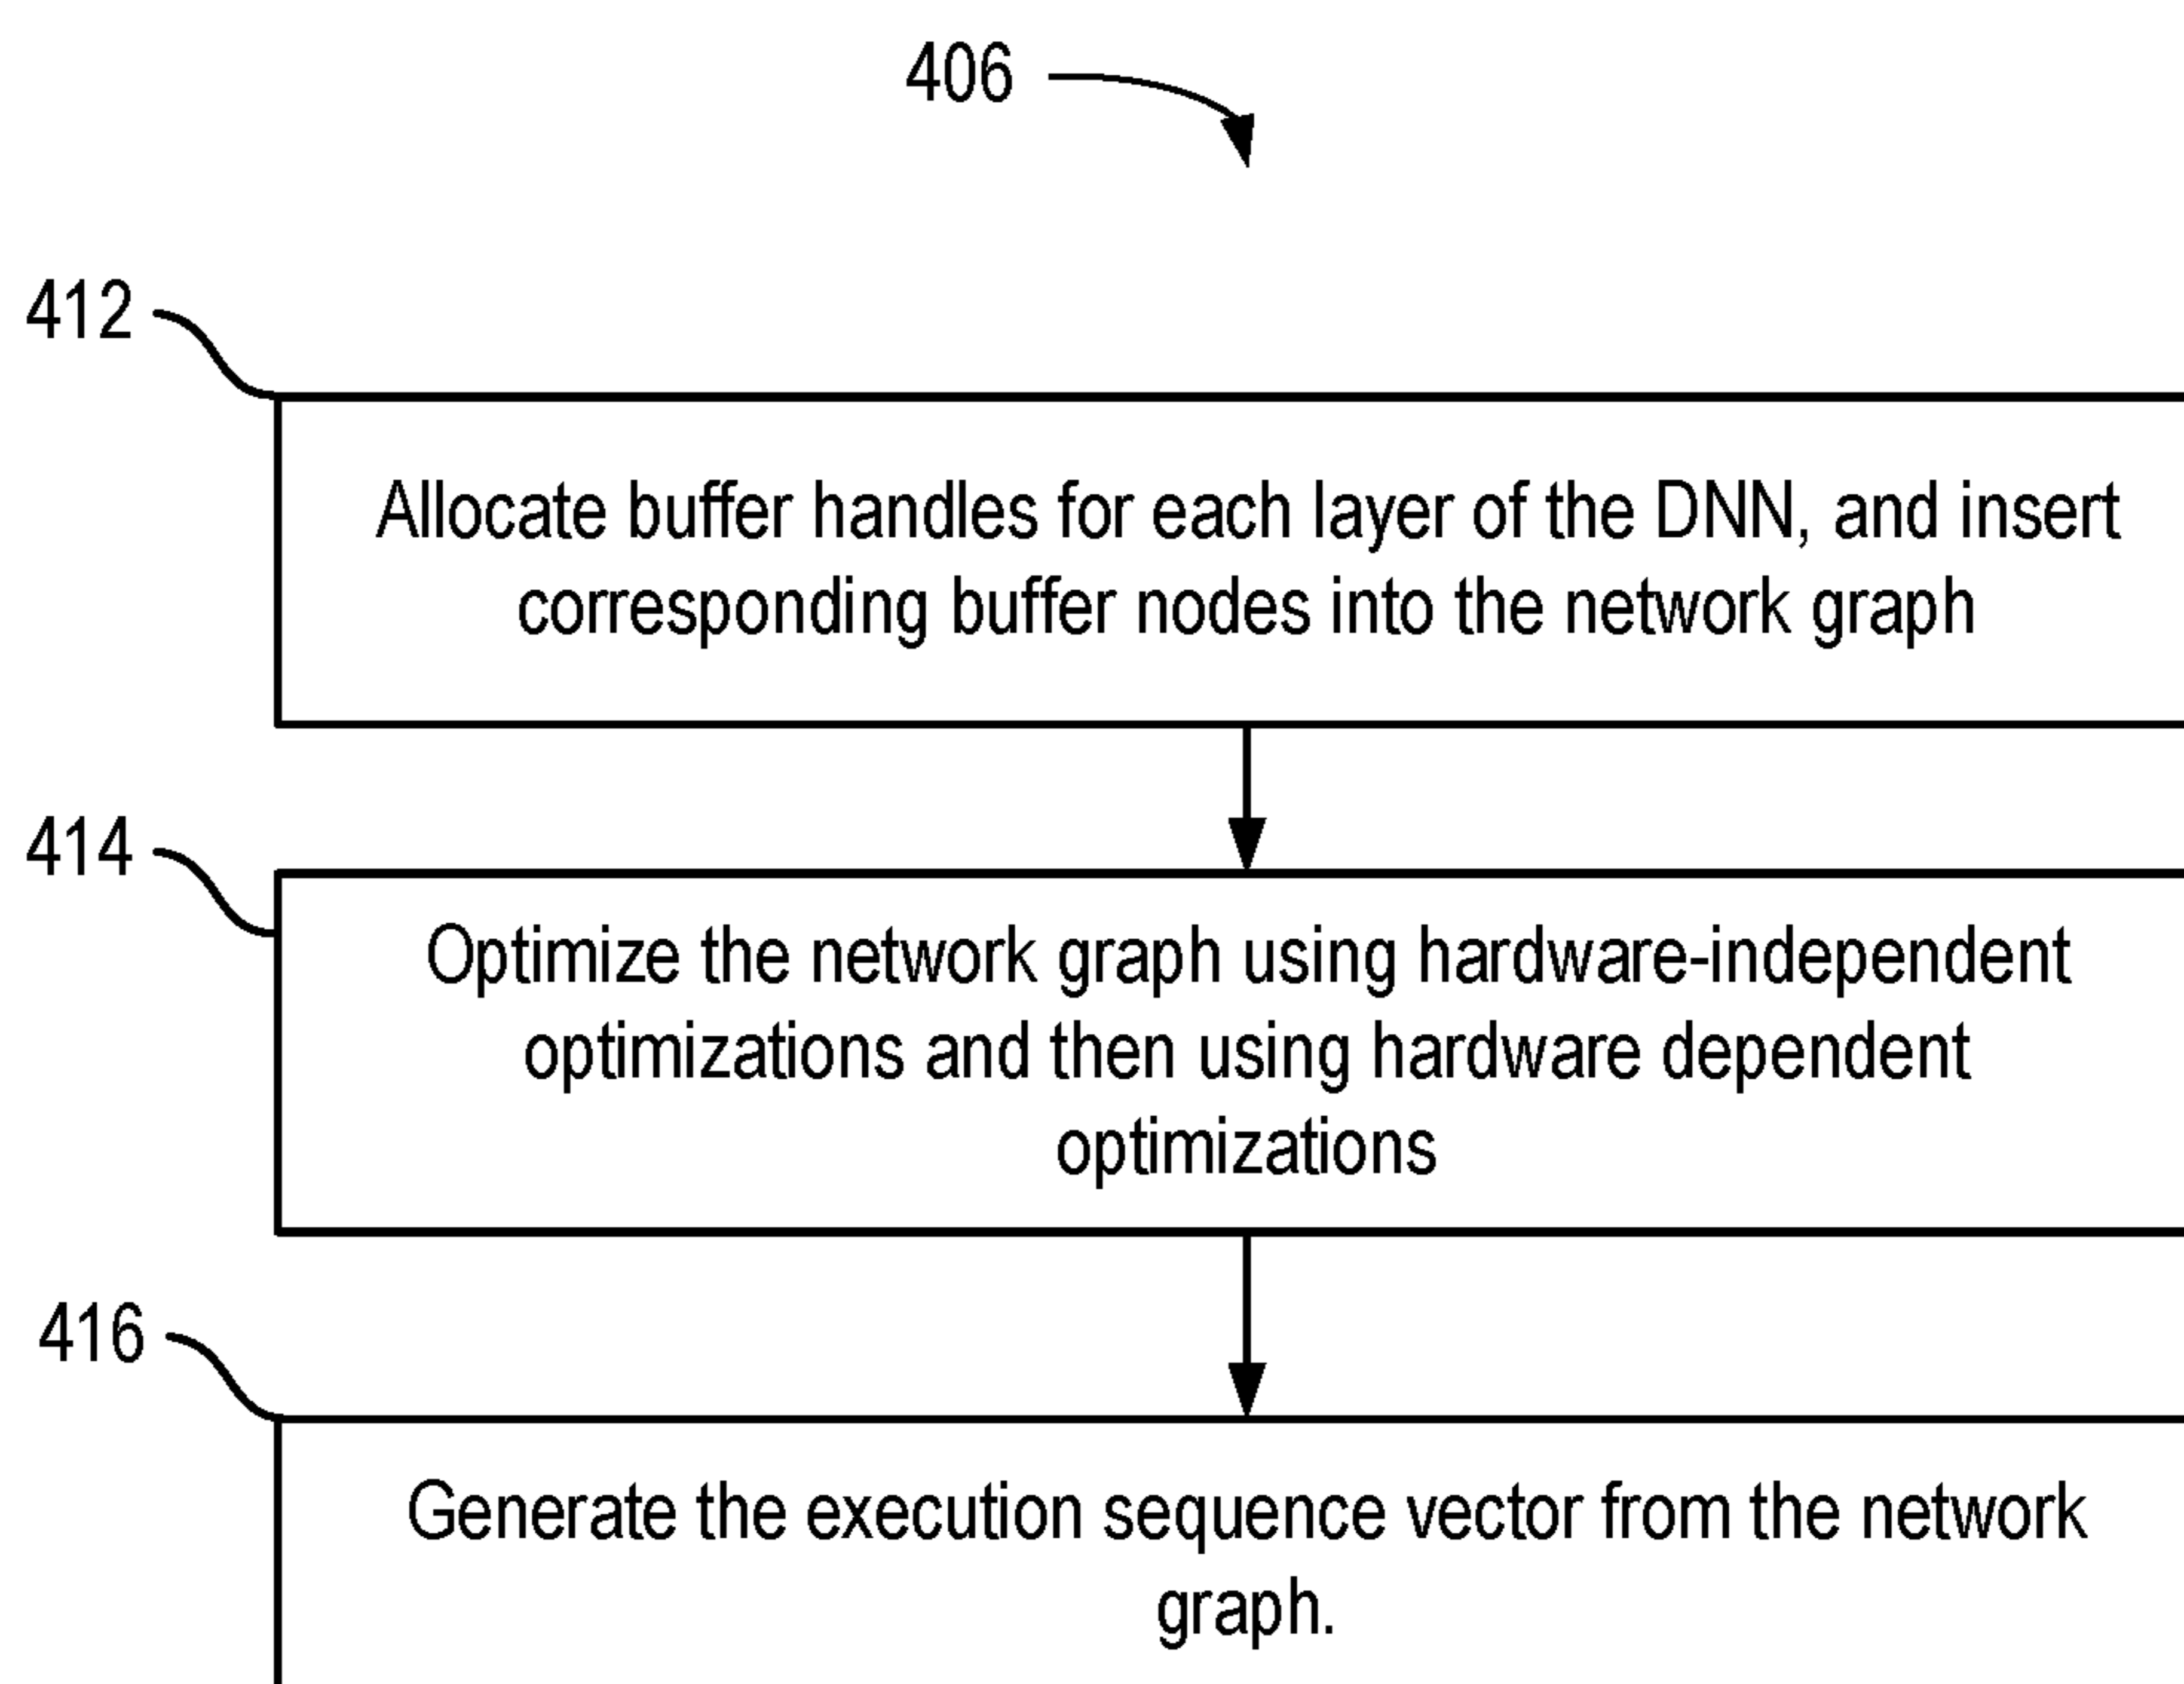 406
412
Allocate buffer handles for each layer of the DNN, and insert
corresponding buffer nodes into the network graph
414
Optimize the network graph using hardware-independent
optimizations and then using hardware dependent
optimizations
416
Generate the execution sequence vector from the network
graph.